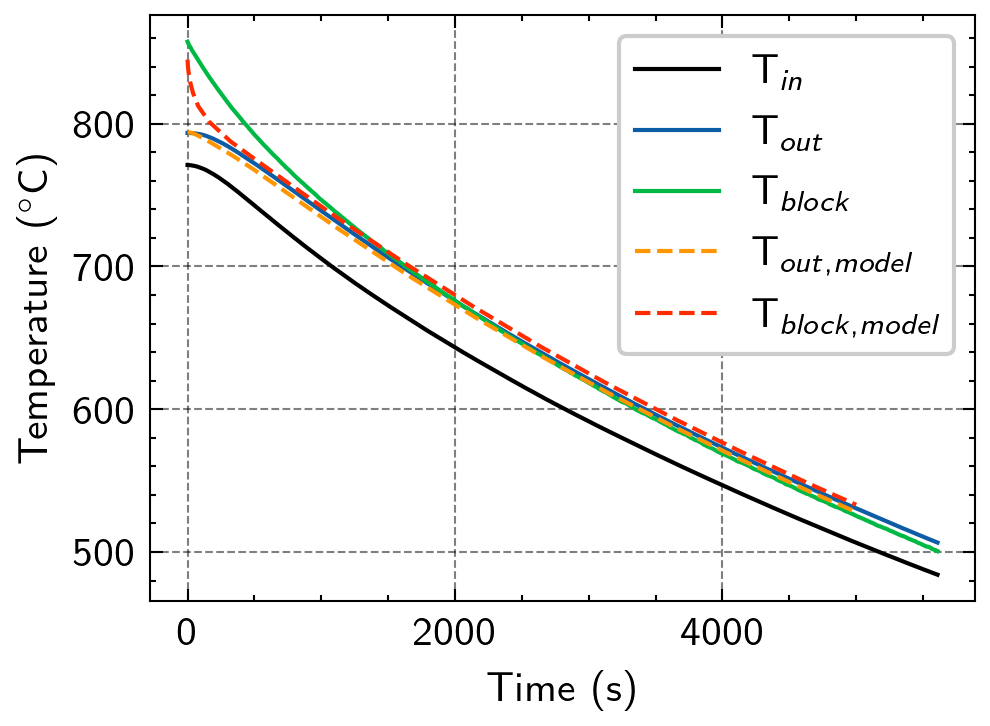 Temperature (°C)
800
700
600
500
0 2000 4000
Time (s)
T_in
T_out
T_block
T_out,model
T_block,model